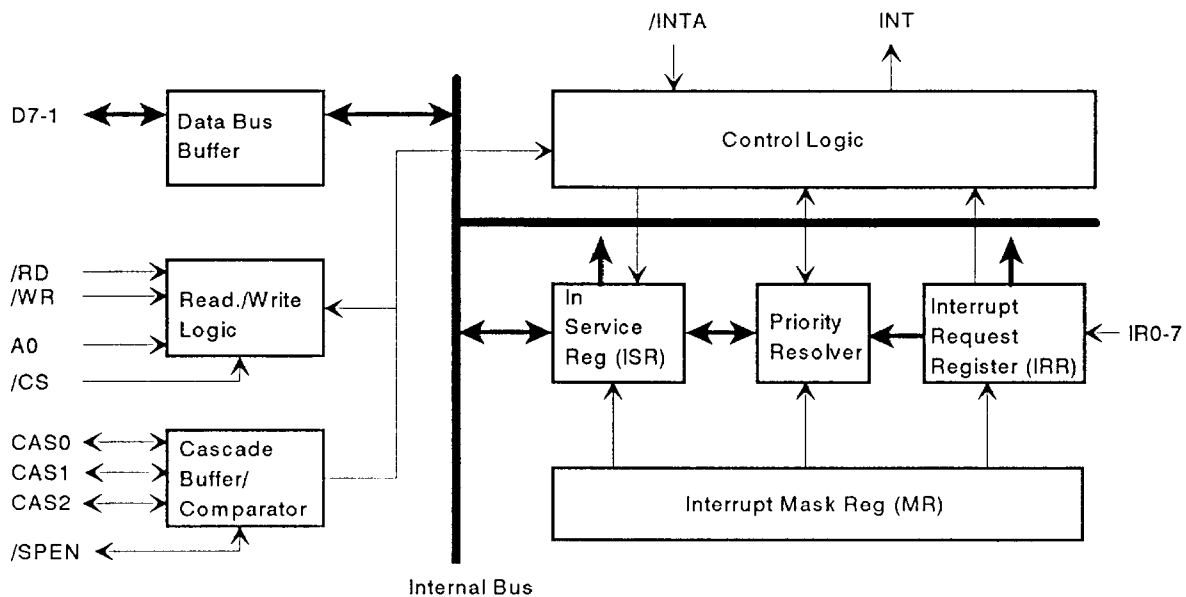 /INTA
INT
D7-1
Data Bus
Buffer
Control Logic
/RD
/WR
A0
/CS
Read./Write
Logic
In
Service
Reg (ISR)
Priority
Resolver
Interrupt
Request
Register (IRR)
IR0-7
CAS0
CAS1
CAS2
/SPEN
Cascade
Buffer/
Comparator
Interrupt Mask Reg (MR)
Internal Bus